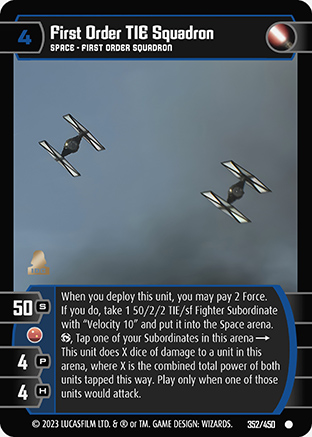 4
First Order TIE Squadron
SPACE - FIRST ORDER SQUADRON
50 S
4 P
4 H
When you deploy this unit, you may pay 2 Force.
If you do, take 1 50/2/2 TIE/sf Fighter Subordinate
with “Velocity 10” and put it into the Space arena.
, Tap one of your Subordinates in this arena →
This unit does X dice of damage to a unit in this
arena, where X is the combined total power of both
units tapped this way. Play only when one of those
units would attack.
© 2023 LUCASFILM LTD. & ® or TM. GAME DESIGN: WIZARDS.
352/450